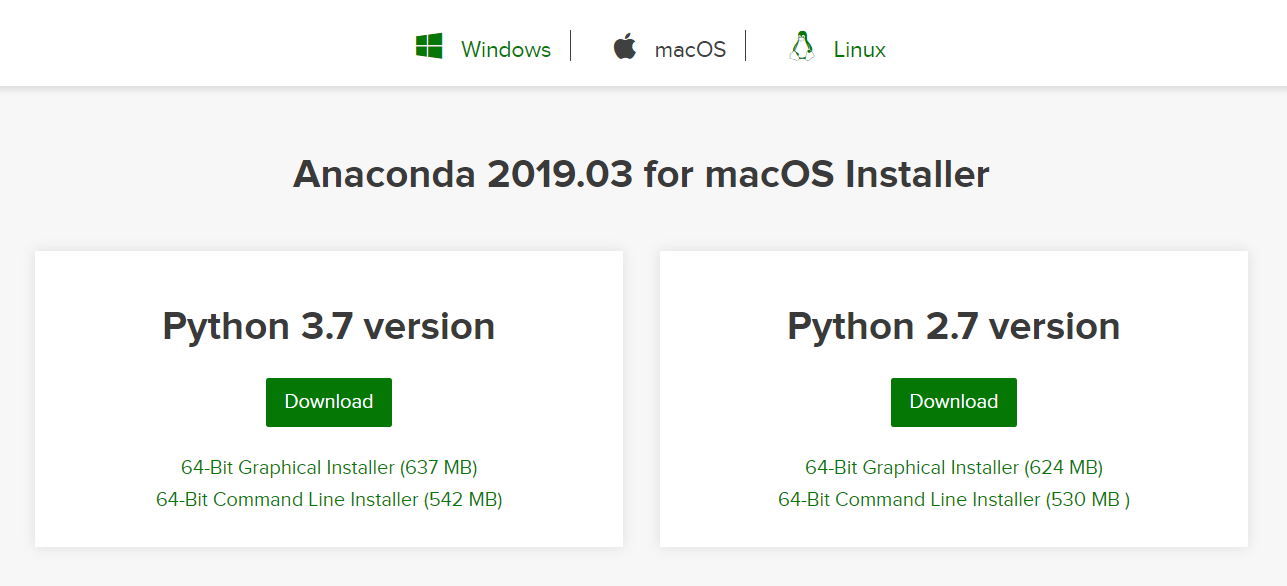 Windows macOS Linux
Anaconda 2019.03 for macOS Installer
Python 3.7 version
Download
64-Bit Graphical Installer (637 MB)
64-Bit Command Line Installer (542 MB)
Python 2.7 version
Download
64-Bit Graphical Installer (624 MB)
64-Bit Command Line Installer (530 MB )